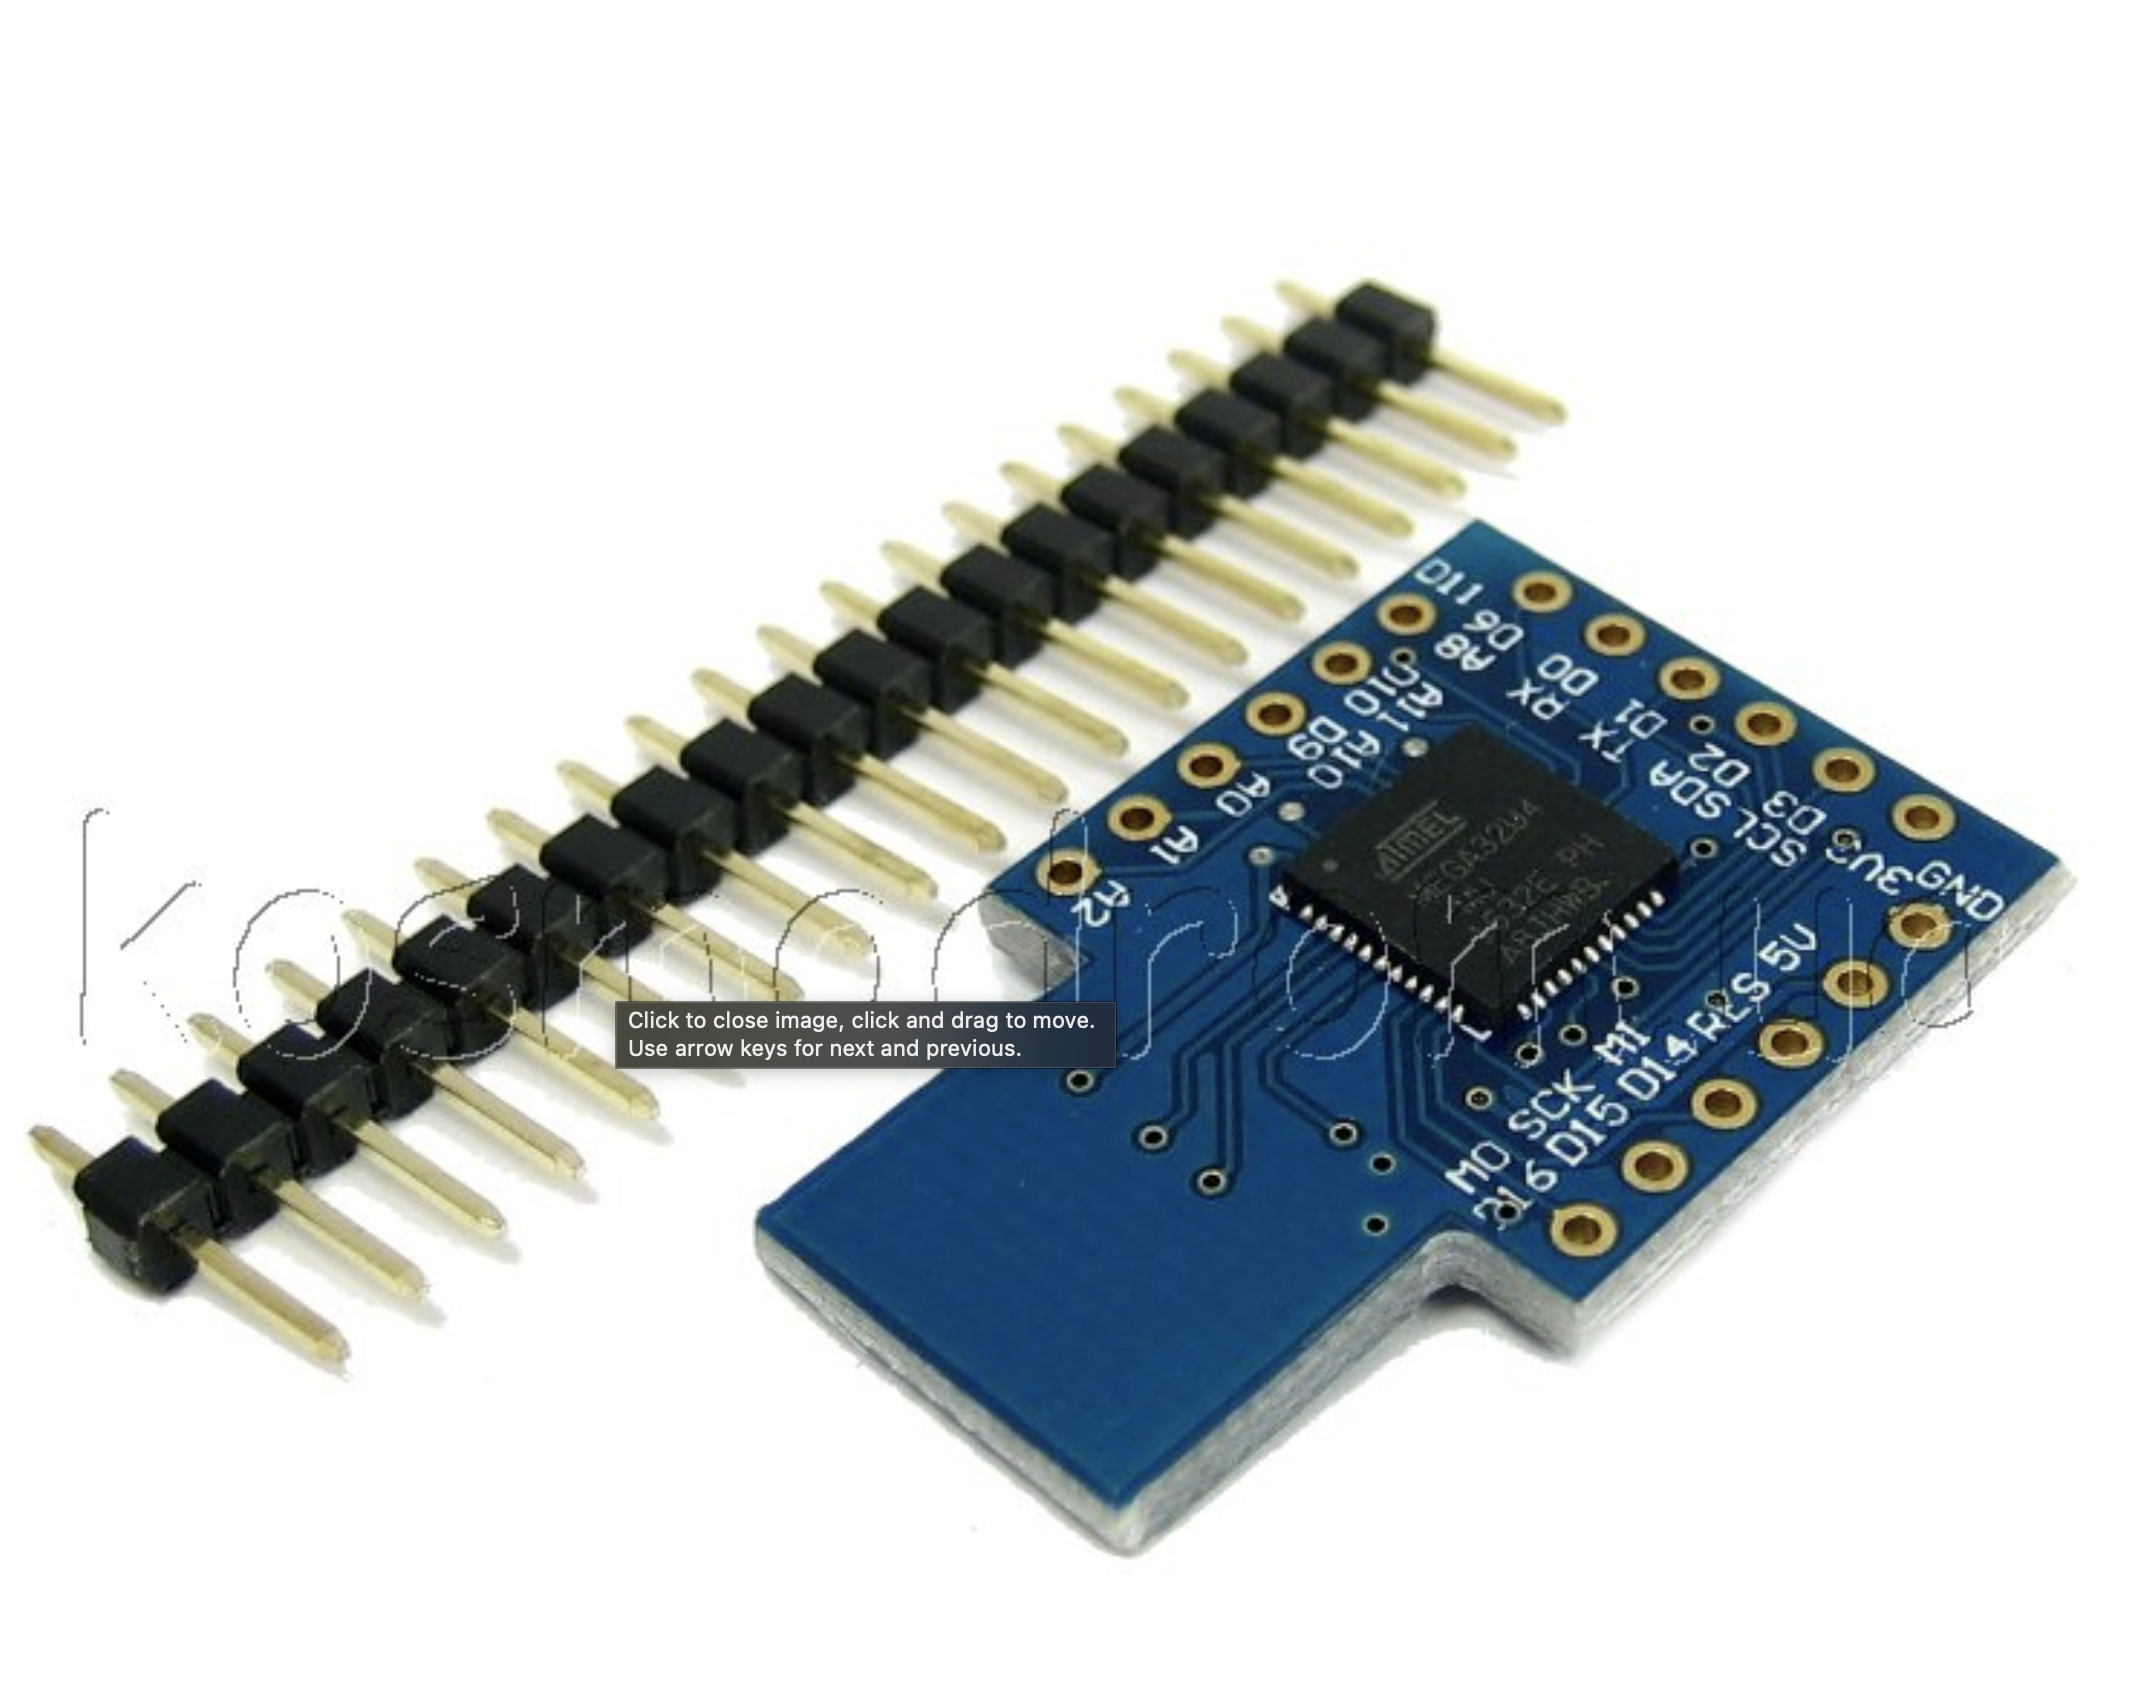 D11
D6
A8
D0
RX
D1
TX
D2
SDA
D3
SCL
3V3
GND
D10
A11
D9
A10
A0
A1
A2
ATMEL
MEGA32U4
5V
RES
MI
D14
SCK
D15
MO
Click to close image, click and drag to move.
Use arrow keys for next and previous.